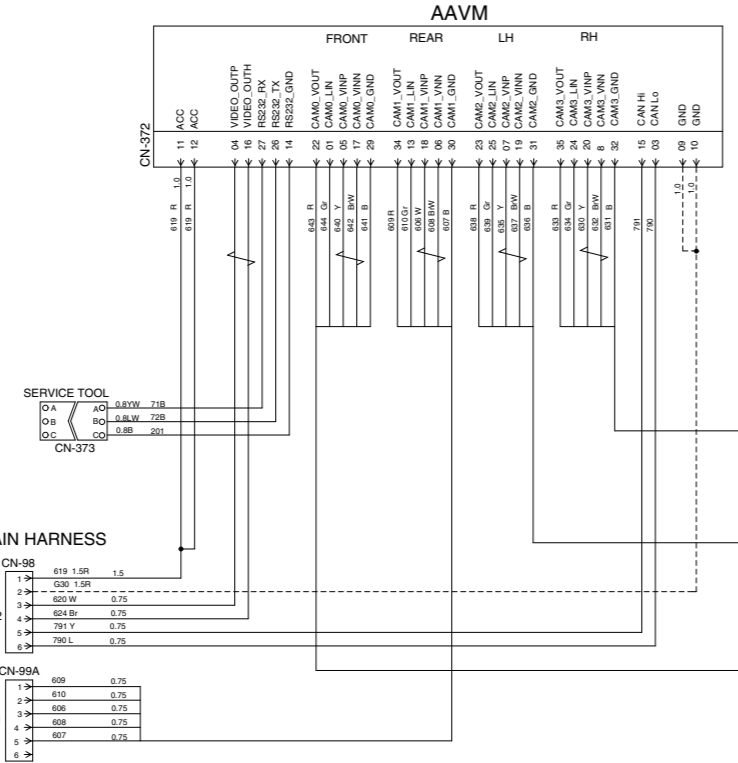 AAVM
FRONT REAR LH RH
CN-372
ACC
ACC
VIDEO_OUTP
VIDEO_OUTH
RS232_RX
RS232_TX
RS232_GND
CAM0_VOUT
CAM0_LIN
CAM0_VINP
CAM0_VINN
CAM0_GND
CAM1_VOUT
CAM1_LIN
CAM1_VINP
CAM1_VNN
CAM1_GND
CAM2_VOUT
CAM2_LIN
CAM2_VNP
CAM2_VINN
CAM2_GND
CAM3_VOUT
CAM3_LIN
CAM3_VINP
CAM3_VNN
CAM3_GND
CAN Hi
CAN Lo
GND
GND
11 12 04 16 27 26 14 22 01 05 17 29 34 13 18 06 30 23 25 07 19 31 35 24 20 8 32 15 03 09 10
619 R 1.0
619 R 1.0
643 R
644 Gr
640 Y
642 BrW
641 B
609 R
610 Gr
606 W
608 BrW
607 B
638 R
639 Gr
635 Y
637 BrW
636 B
633 R
634 Gr
630 Y
632 BrW
631 B
791
790
1.0
1.0
SERVICE TOOL
A A 0.8YW 71B
B B 0.8LW 72B
C C 0.8B 201
CN-373
AIN HARNESS
CN-98
1 619 1.5R 1.5
2 G30 1.5R
3 620 W 0.75
4 624 Br 0.75
5 791 Y 0.75
6 790 L 0.75
CN-99A
1 609 0.75
2 610 0.75
3 606 0.75
4 608 0.75
5 607 0.75
6